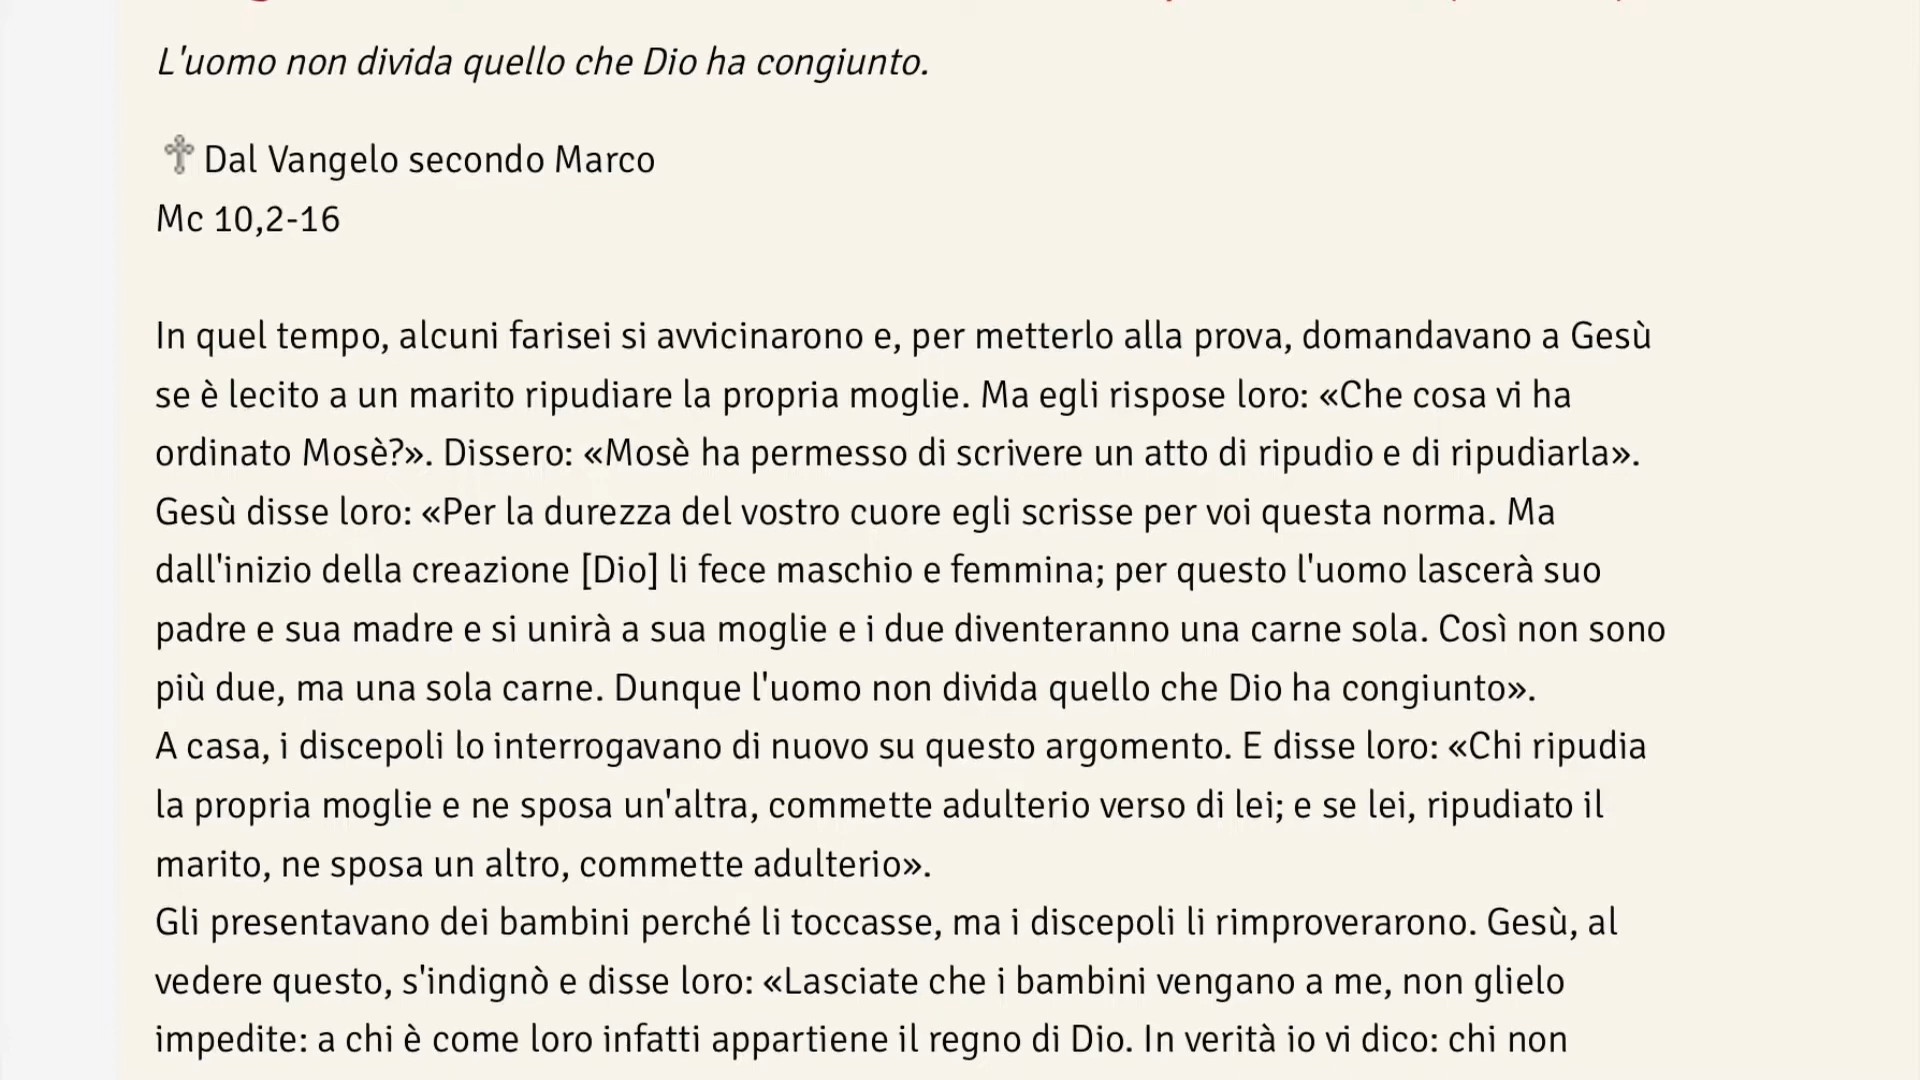 L'uomo non divida quello che Dio ha congiunto.
Dal Vangelo secondo Marco
Mc 10,2-16
In quel tempo, alcuni farisei si avvicinarono e, per metterlo alla prova, domandavano a Gesù
se è lecito a un marito ripudiare la propria moglie. Ma egli rispose loro: «Che cosa vi ha
ordinato Mosè?». Dissero: «Mosè ha permesso di scrivere un atto di ripudio e di ripudiarla».
Gesù disse loro: «Per la durezza del vostro cuore egli scrisse per voi questa norma. Ma
dall'inizio della creazione [Dio] li fece maschio e femmina; per questo l'uomo lascerà suo
padre e sua madre e si unirà a sua moglie e i due diventeranno una carne sola. Così non sono
più due, ma una sola carne. Dunque l'uomo non divida quello che Dio ha congiunto».
A casa, i discepoli lo interrogavano di nuovo su questo argomento. E disse loro: «Chi ripudia
la propria moglie e ne sposa un'altra, commette adulterio verso di lei; e se lei, ripudiato il
marito, ne sposa un altro, commette adulterio».
Gli presentavano dei bambini perché li toccasse, ma i discepoli li rimproverarono. Gesù, al
vedere questo, s'indignò e disse loro: «Lasciate che i bambini vengano a me, non glielo
impedite: a chi è come loro infatti appartiene il regno di Dio. In verità io vi dico: chi non